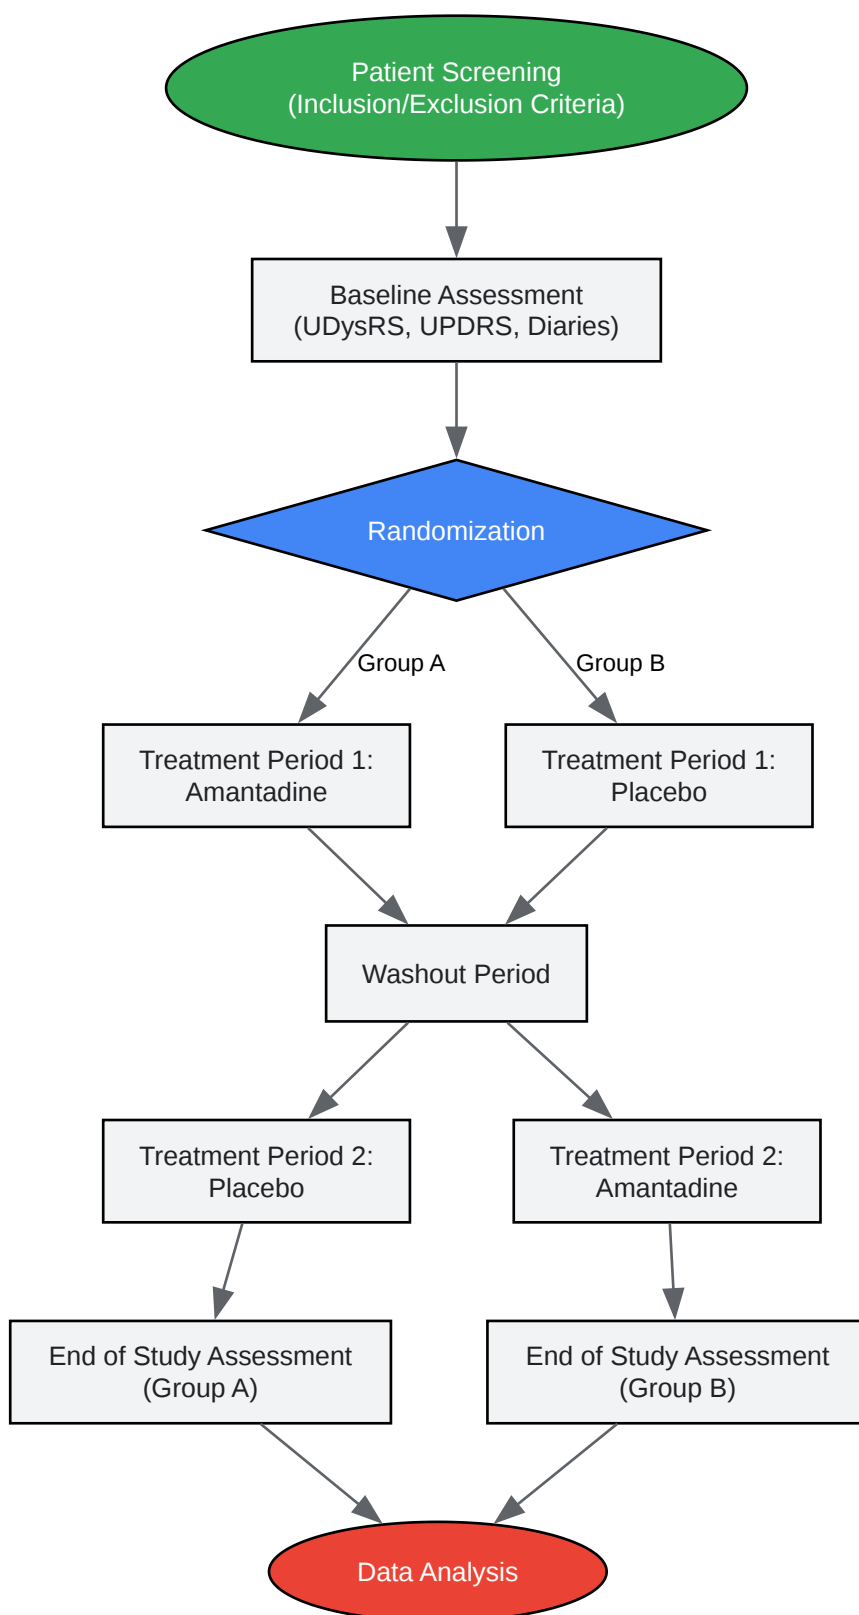 Patient Screening
(Inclusion/Exclusion Criteria)
Baseline Assessment
(UDysRS, UPDRS, Diaries)
Randomization
Group A
Group B
Treatment Period 1:
Amantadine
Treatment Period 1:
Placebo
Washout Period
Treatment Period 2:
Placebo
Treatment Period 2:
Amantadine
End of Study Assessment
(Group A)
End of Study Assessment
(Group B)
Data Analysis